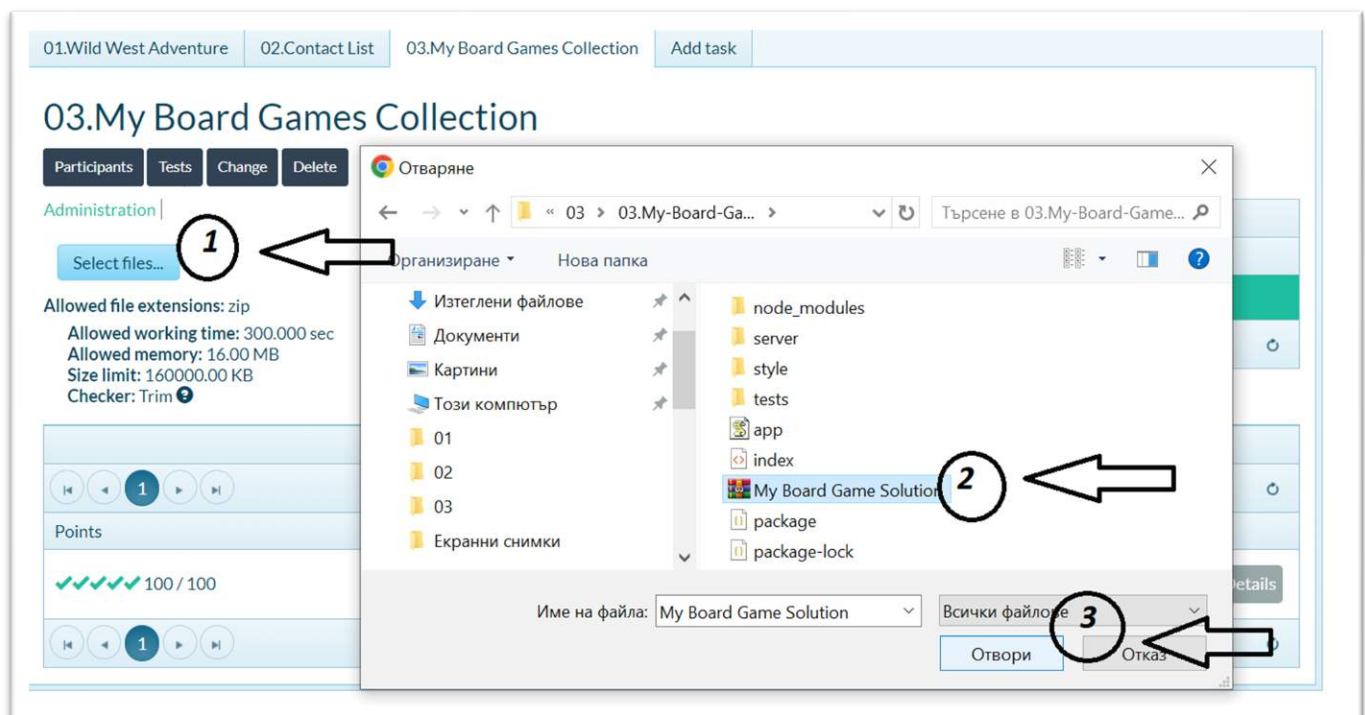 01.Wild West Adventure 02.Contact List 03.My Board Games Collection Add task
03.My Board Games Collection
Participants Tests Change Delete
Administration
1
Select files...
Allowed file extensions: zip
Allowed working time: 300.000 sec
Allowed memory: 16.00 MB
Size limit: 160000.00 KB
Checker: Trim
1
Points
100 / 100
1
Отваряне
« 03 > 03.My-Board-Ga... >
Търсене в 03.My-Board-Game...
Организиране Нова папка
Изтеглени файлове
Документи
Картини
Този компютър
01
02
03
Екранни снимки
node_modules
server
style
tests
app
index
My Board Game Solution
2
package
package-lock
Име на файла: My Board Game Solution Всички файлове
3
Отвори Отказ
Details